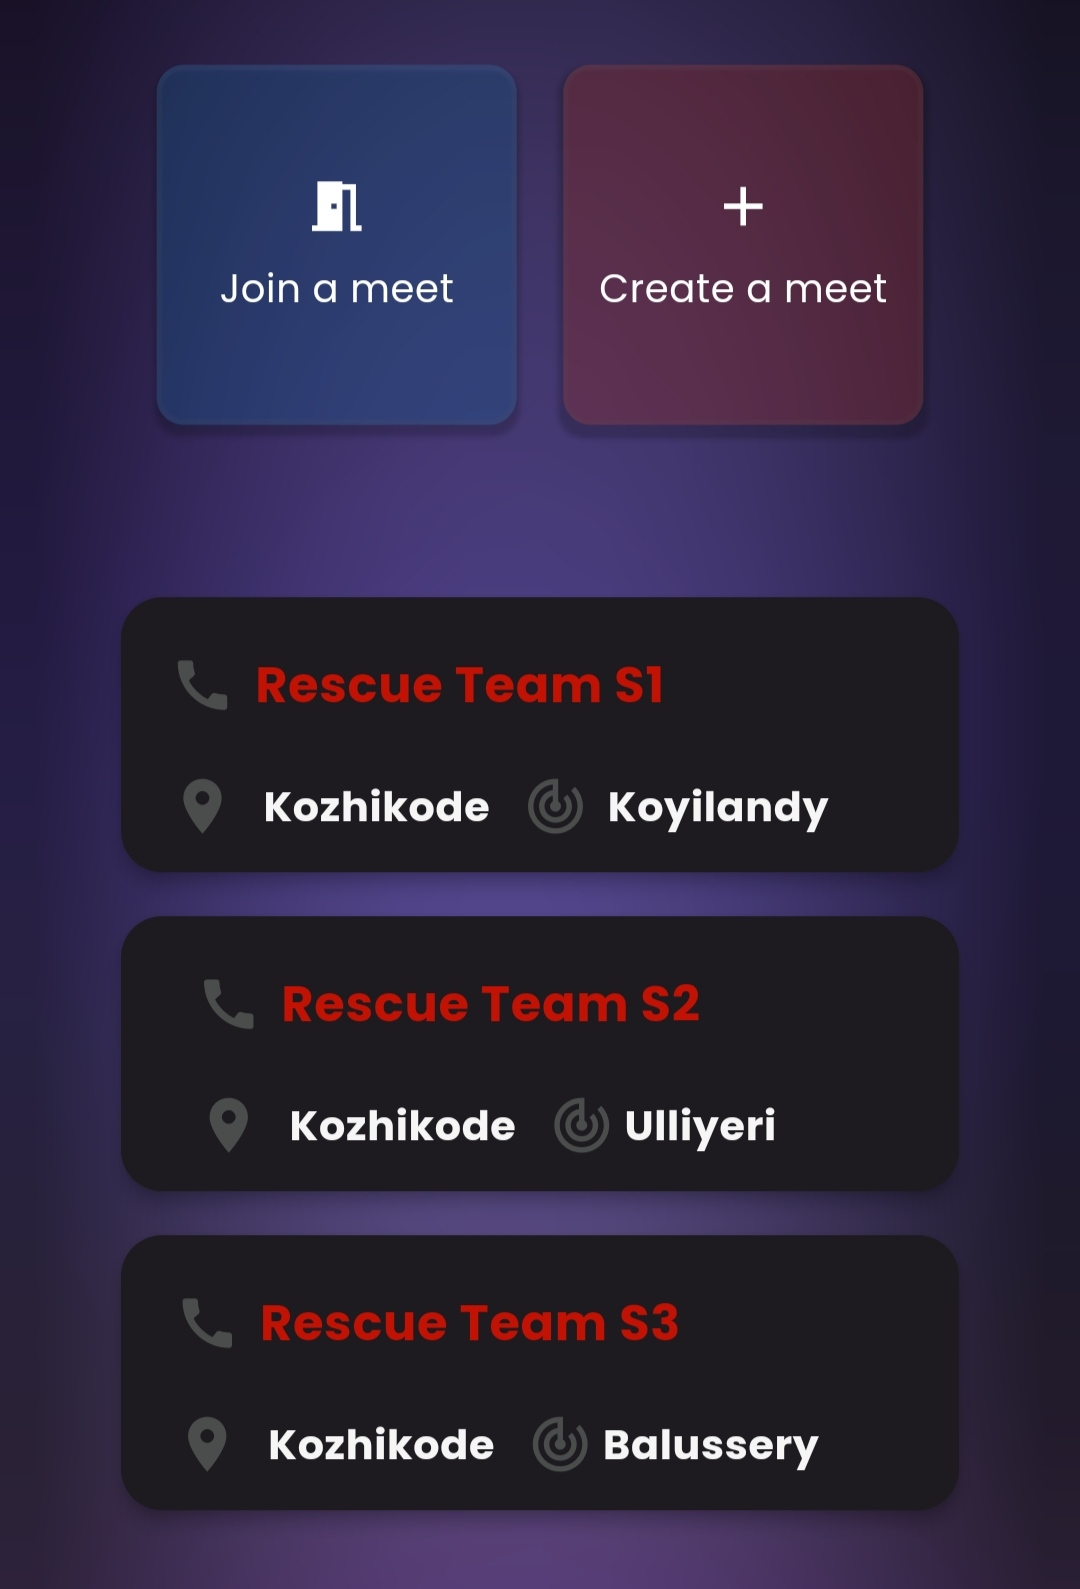 Join a meet
Create a meet
Rescue Team S1
Kozhikode Koyilandy
Rescue Team S2
Kozhikode Ulliyeri
Rescue Team S3
Kozhikode Balussery